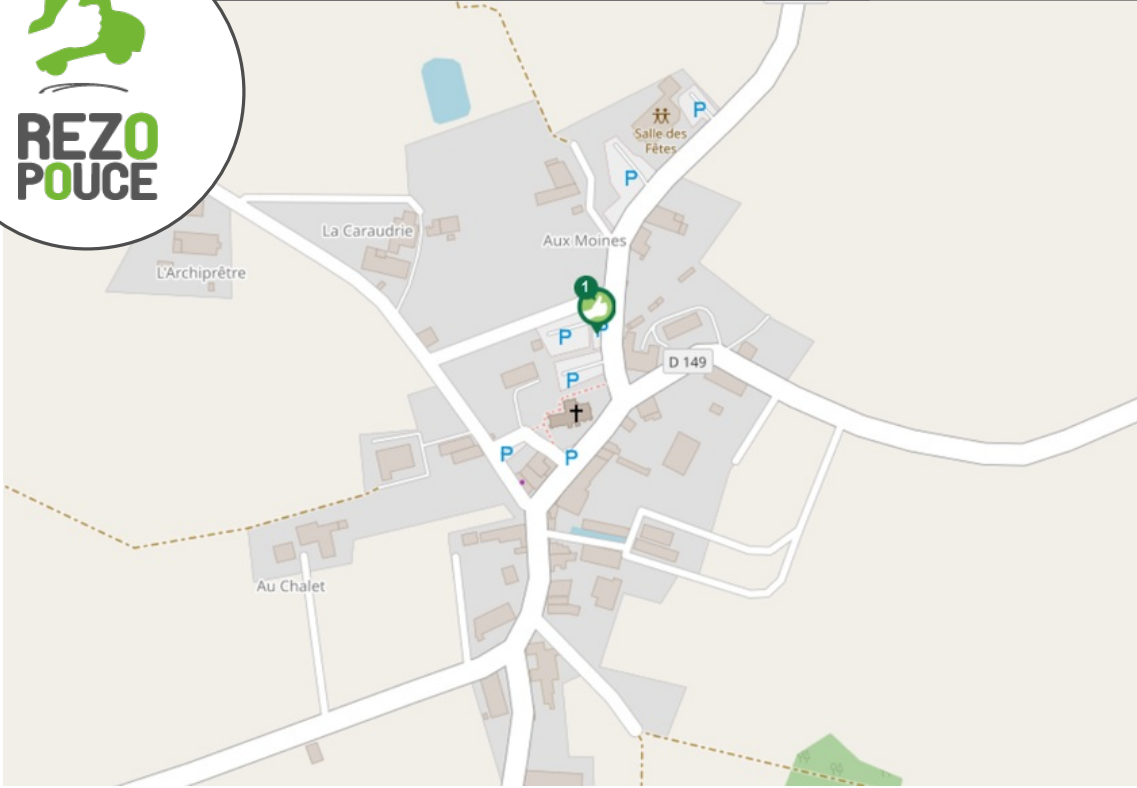 REZO
POUCE
P
Salle des
Fêtes
P
La Caraudrie
Aux Moines
L'Archiprêtre
1
P
P
D 149
P
P
P
Au Chalet